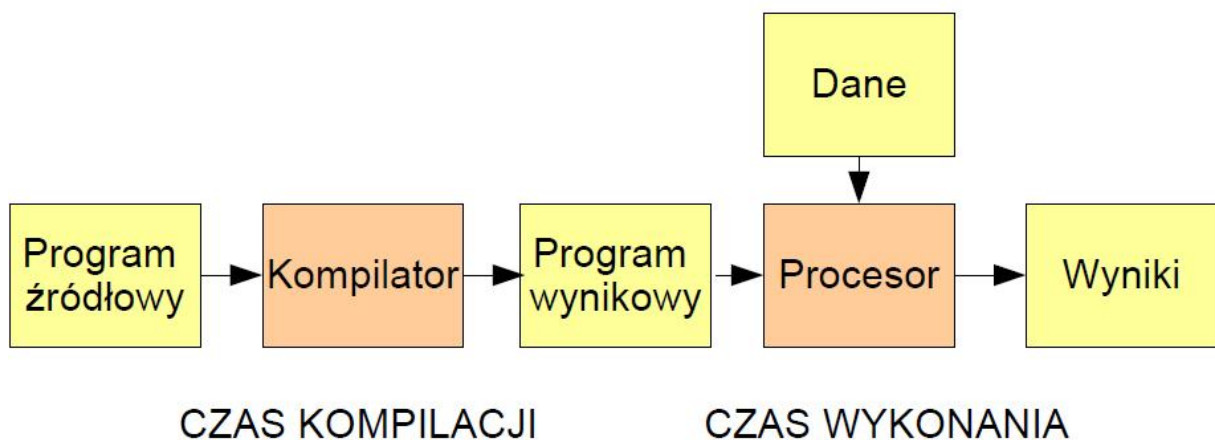 Dane
Program
źródłowy
Kompilator
Program
wynikowy
Procesor
Wyniki
CZAS KOMPILACJI
CZAS WYKONANIA